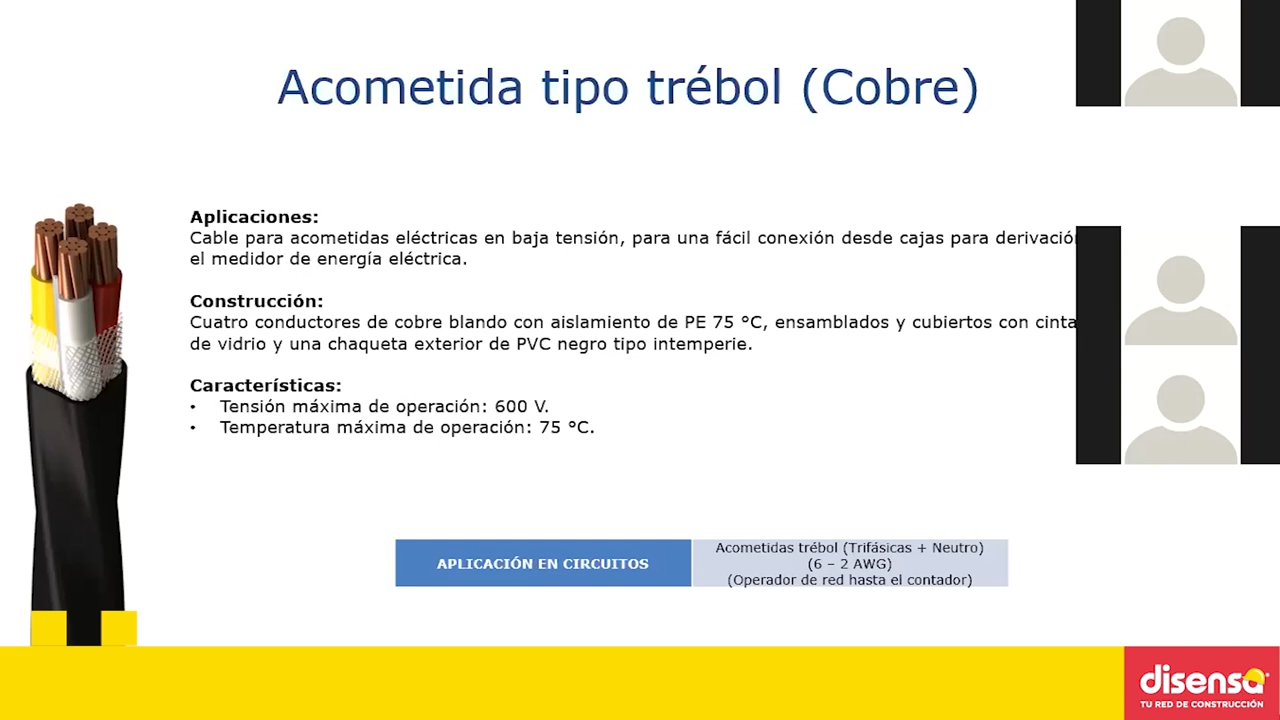 Acometida tipo trébol (Cobre)
Aplicaciones:
Cable para acometidas eléctricas en baja tensión, para una fácil conexión desde cajas para
el medidor de energía eléctrica.
Construcción:
Cuatro conductores de cobre blando con aislamiento de PE 75 °C, ensamblados y cubiertos con cinta
de vidrio y una chaqueta exterior de PVC negro tipo intemperie.
Características:
• Tensión máxima de operación: 600 V.
• Temperatura máxima de operación: 75 °C.
APLICACIÓN EN CIRCUITOS
Acometidas trébol (Trifásicas + Neutro)
(6 – 2 AWG)
(Operador de red hasta el contador)
disensa
TU RED DE CONSTRUCCIÓN